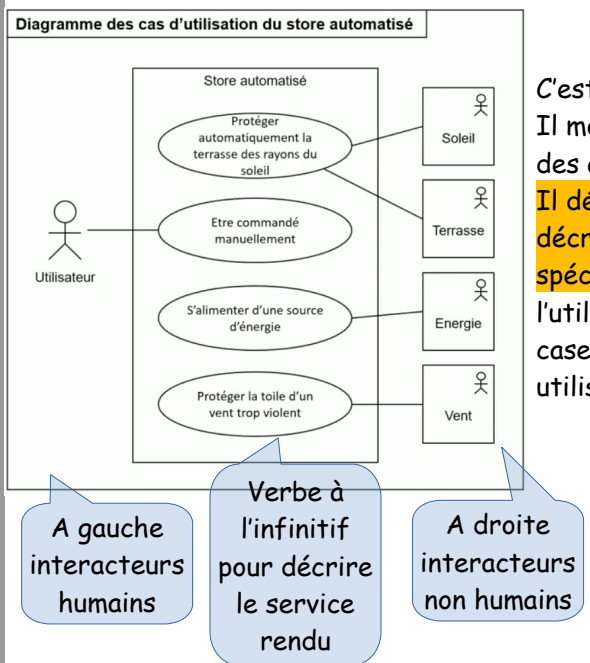 Diagramme des cas d’utilisation du store automatisé
Store automatisé
Protéger
automatiquement la
terrasse des rayons du
soleil
Soleil
Terrasse
Utilisateur
Etre commandé
manuellement
S’alimenter d’une source
d’énergie
Energie
Protéger la toile d’un
vent trop violent
Vent
C’est
Il
des
Il
l’util
case
utilis
A gauche
interacteurs
humains
Verbe à
l’infinitif
pour décrire
le service
rendu
A droite
interacteurs
non humains